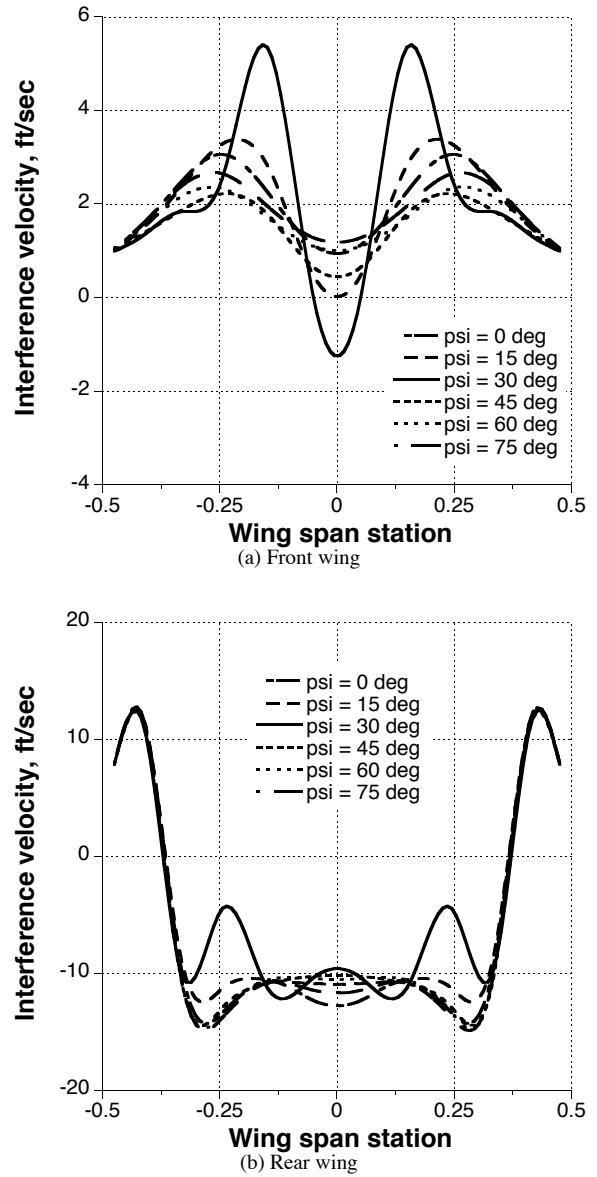 6
4
2
0
-2
-4
Interference velocity, ft/sec
psi = 0 deg
psi = 15 deg
psi = 30 deg
psi = 45 deg
psi = 60 deg
psi = 75 deg
-0.5 -0.25 0 0.25 0.5
Wing span station
(a) Front wing
20
10
0
-10
-20
Interference velocity, ft/sec
psi = 0 deg
psi = 15 deg
psi = 30 deg
psi = 45 deg
psi = 60 deg
psi = 75 deg
-0.5 -0.25 0 0.25 0.5
Wing span station
(b) Rear wing